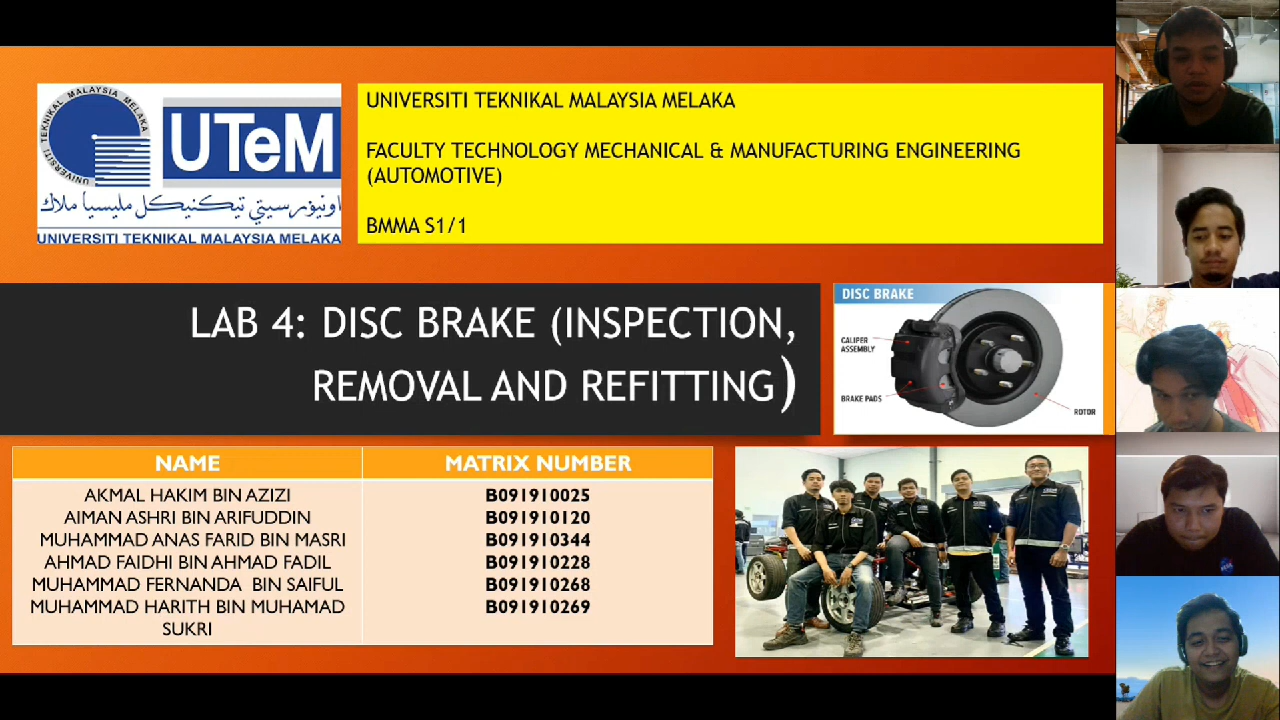 UNIVERSITI TEKNIKAL MALAYSIA MELAKA
UTeM
اونيۏرسيتي تيكنيكل مليسيا ملاك
UNIVERSITI TEKNIKAL MALAYSIA MELAKA
UNIVERSITI TEKNIKAL MALAYSIA MELAKA
FACULTY TECHNOLOGY MECHANICAL & MANUFACTURING ENGINEERING
(AUTOMOTIVE)
BMMA S1/1
LAB 4: DISC BRAKE (INSPECTION,
REMOVAL AND REFITTING)
DISC BRAKE
CALIPER
ASSEMBLY
BRAKE PADS
ROTOR
NAME MATRIX NUMBER
AKMAL HAKIM BIN AZIZI B091910025
AIMAN ASHRI BIN ARIFUDDIN B091910120
MUHAMMAD ANAS FARID BIN MASRI B091910344
AHMAD FAIDHI BIN AHMAD FADIL B091910228
MUHAMMAD FERNANDA BIN SAIFUL B091910268
MUHAMMAD HARITH BIN MUHAMAD B091910269
SUKRI